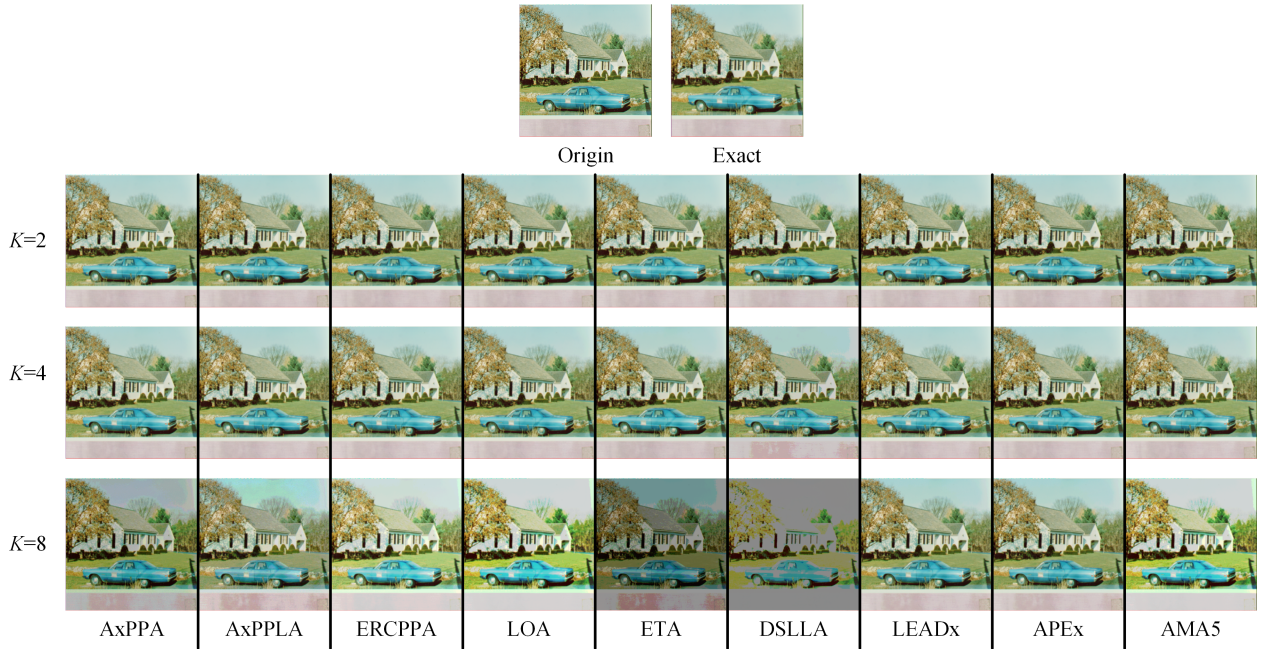 Origin Exact
K=2
K=4
K=8
AxPPA AxPPLA ERCPPA LOA ETA DSLLA LEADx APEx AMA5